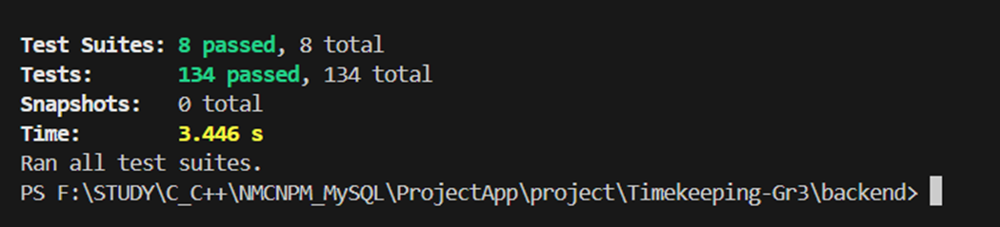 Test Suites: 8 passed, 8 total
Tests:       134 passed, 134 total
Snapshots:   0 total
Time:        3.446 s
Ran all test suites.
PS F:\STUDY\C_C++\NMCNPM_MySQL\ProjectApp\project\Timekeeping-Gr3\backend>